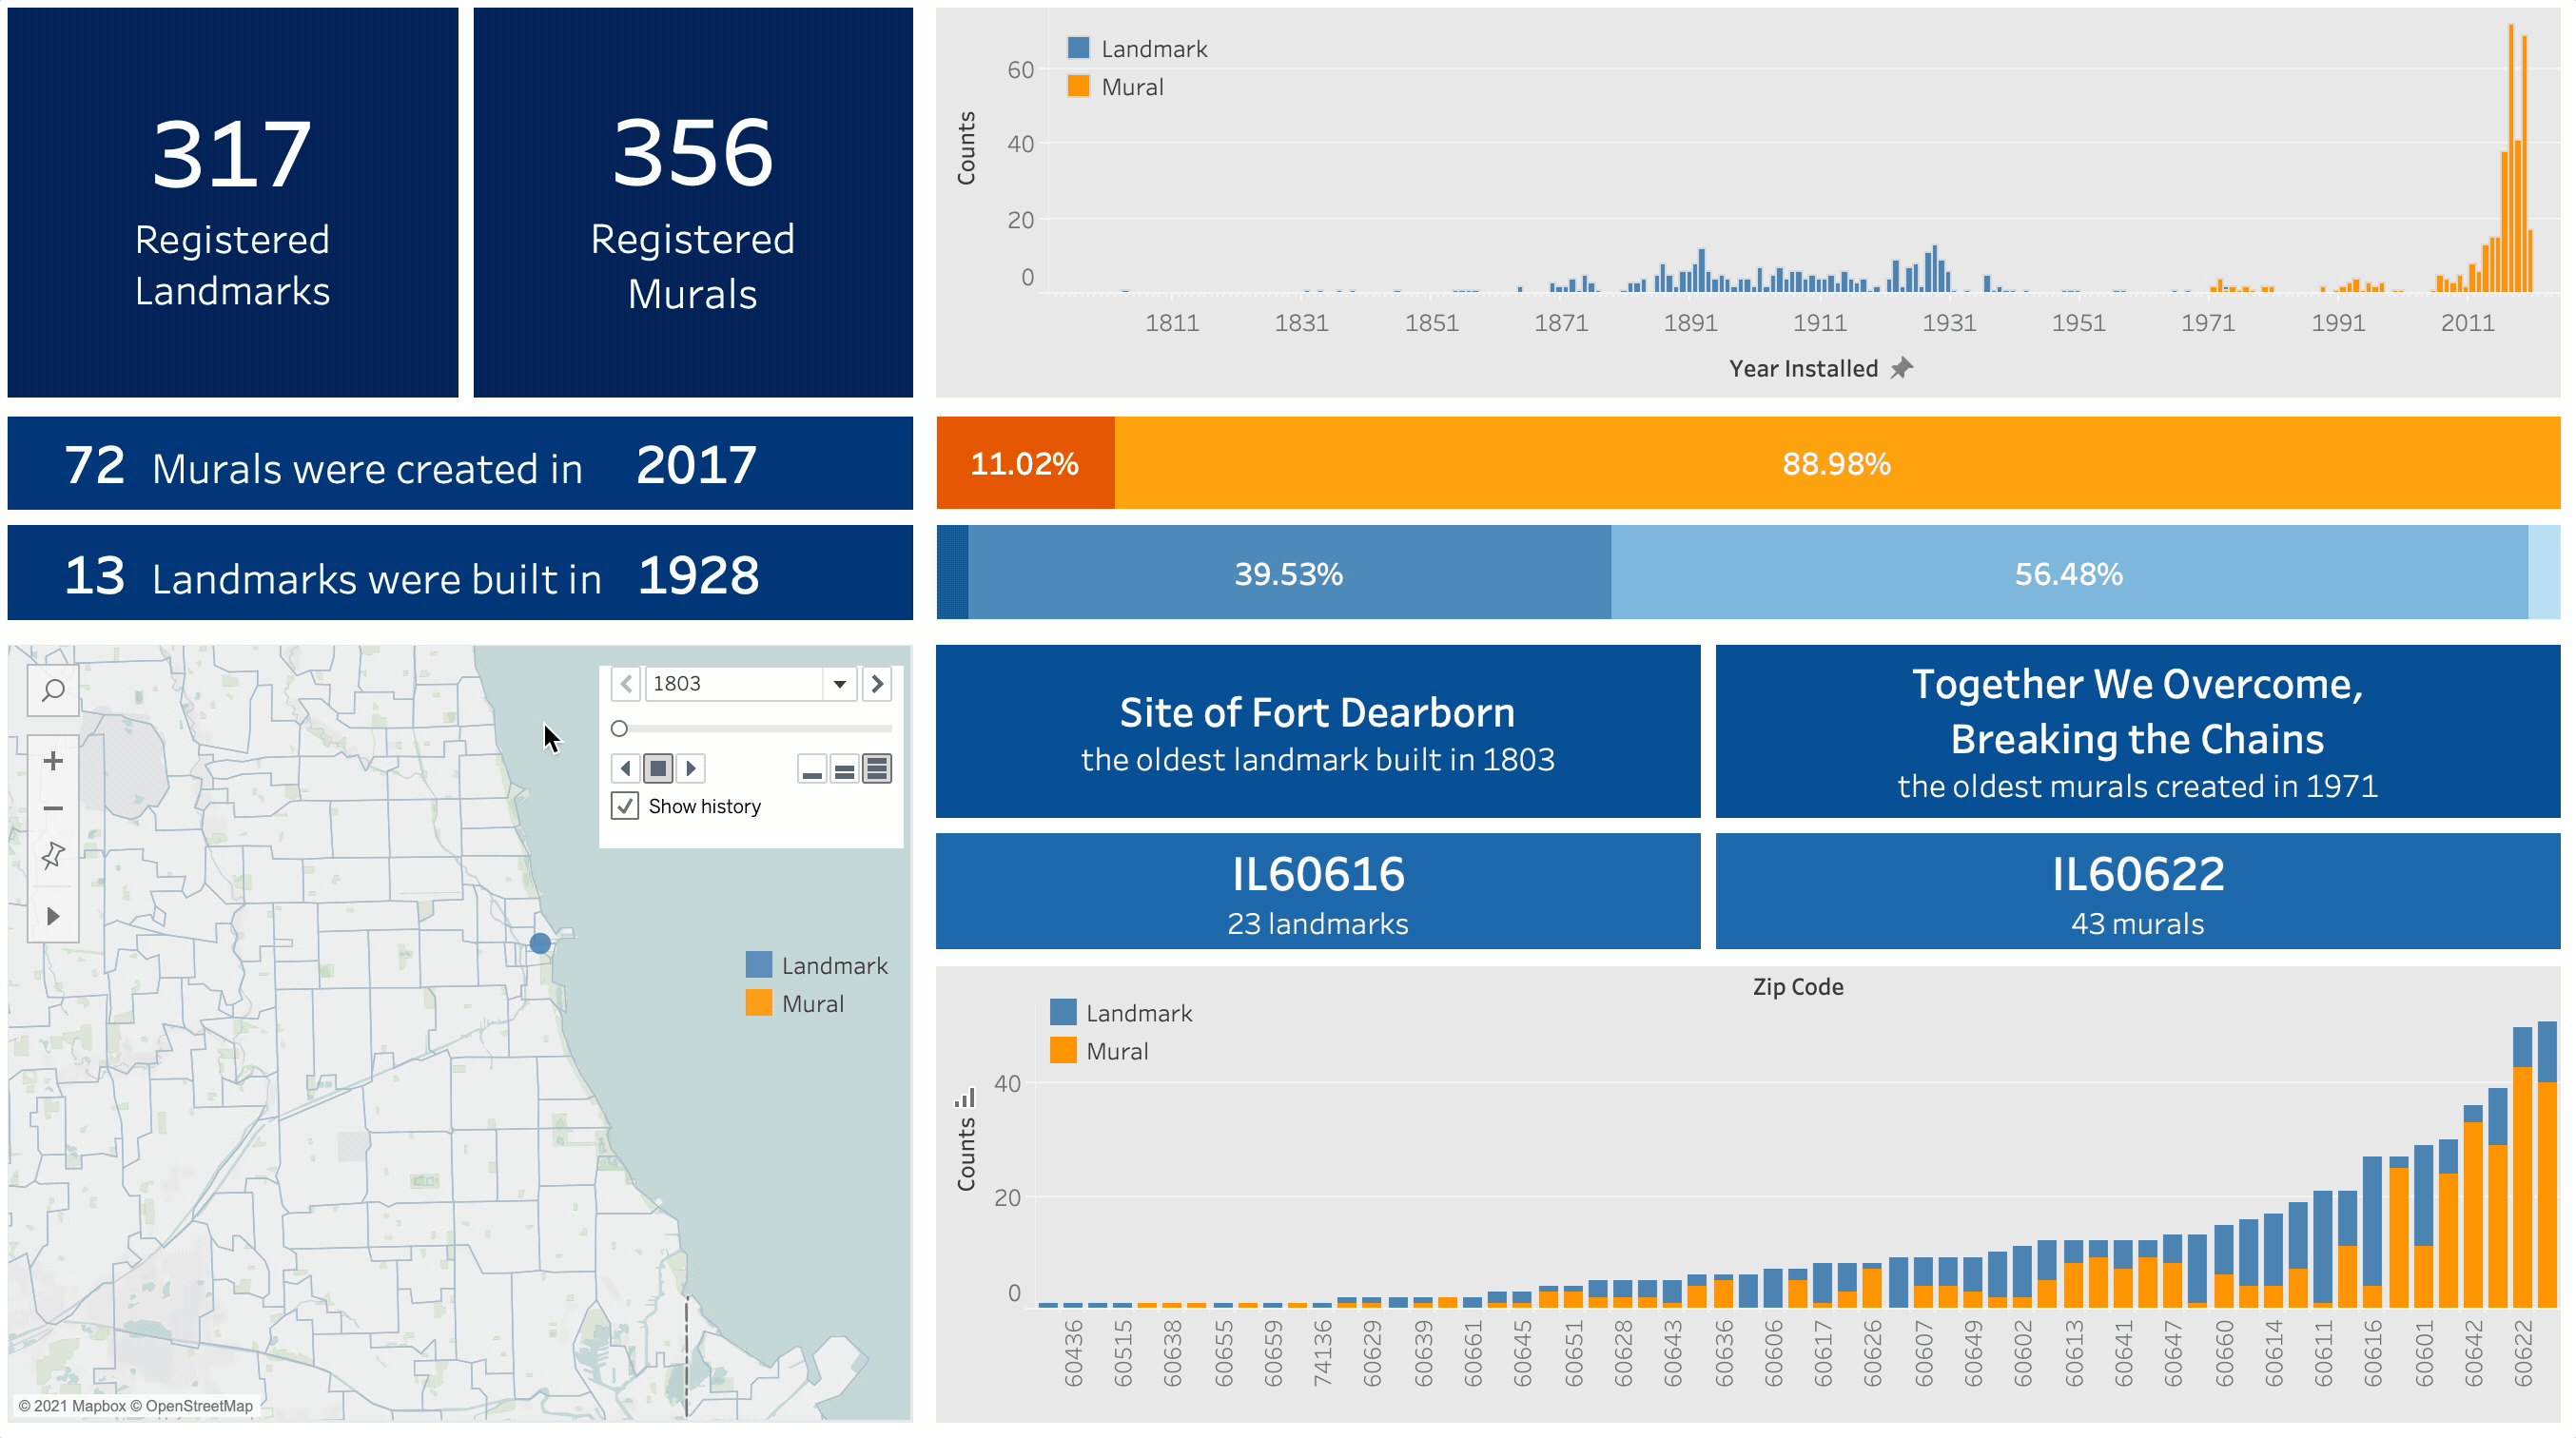 317
Registered
Landmarks
356
Registered
Murals
Landmark
Mural
Counts
60
40
20
0
1811 1831 1851 1871 1891 1911 1931 1951 1971 1991 2011
Year Installed
72 Murals were created in 2017
11.02% 88.98%
13 Landmarks were built in 1928
39.53% 56.48%
1803
Show history
Landmark
Mural
© 2021 Mapbox © OpenStreetMap
Site of Fort Dearborn
the oldest landmark built in 1803
Together We Overcome,
Breaking the Chains
the oldest murals created in 1971
IL60616
23 landmarks
IL60622
43 murals
Zip Code
Landmark
Mural
Counts
40
20
0
60436 60515 60638 60655 60659 74136 60629 60639 60661 60645 60651 60628 60643 60636 60606 60617 60626 60607 60649 60602 60613 60641 60647 60660 60614 60611 60616 60601 60642 60622